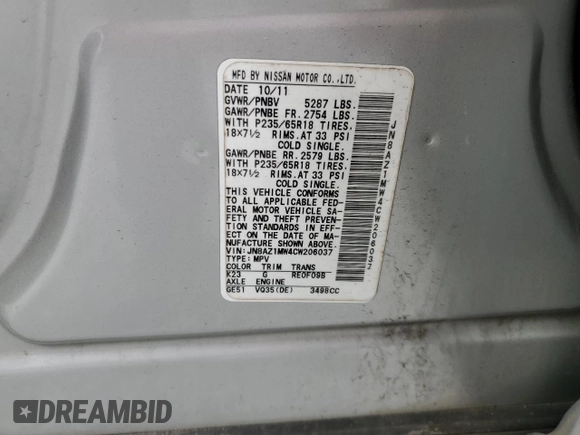 MFD BY NISSAN MOTOR CO.,LTD.
DATE 10/11
GVWR/PNBV 5287 LBS.
GAWR/PNBE FR. 2754 LBS.
WITH P235/65R18 TIRES.
18×7½ RIMS. AT 33 PSI
COLD SINGLE.
GAWR/PNBE RR. 2579 LBS.
WITH P235/65R18 TIRES.
18×7½ RIMS. AT 33 PSI
COLD SINGLE.
THIS VEHICLE CONFORMS
TO ALL APPLICABLE FED-
ERAL MOTOR VEHICLE SA-
FETY AND THEFT PREVEN-
TION STANDARDS IN EFF-
ECT ON THE DATE OF MA-
NUFACTURE SHOWN ABOVE.
VIN: JN8AZ1MW4CW206037
TYPE: MPV
COLOR TRIM TRANS
K23 G RE0F09B
AXLE ENGINE
GE51 VQ35(DE) 3498CC
JN8AZ1MW4CW206037
DREAMBID